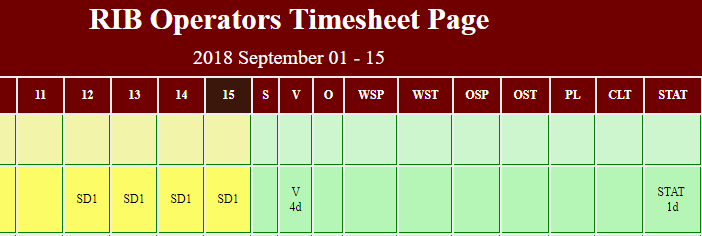 RIB Operators Timesheet Page
2018 September 01 - 15
11 12 13 14 15 S V O WSP WST OSP OST PL CLT STAT
SD1 SD1 SD1 SD1 V STAT
4d 1d